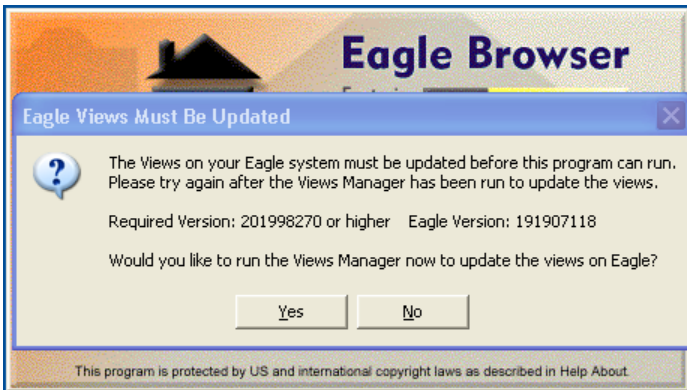 Eagle Browser
Eagle Views Must Be Updated
The Views on your Eagle system must be updated before this program can run.
Please try again after the Views Manager has been run to update the views.
Required Version: 201998270 or higher Eagle Version: 191907118
Would you like to run the Views Manager now to update the views on Eagle?
Yes No
This program is protected by US and international copyright laws as described in Help About.